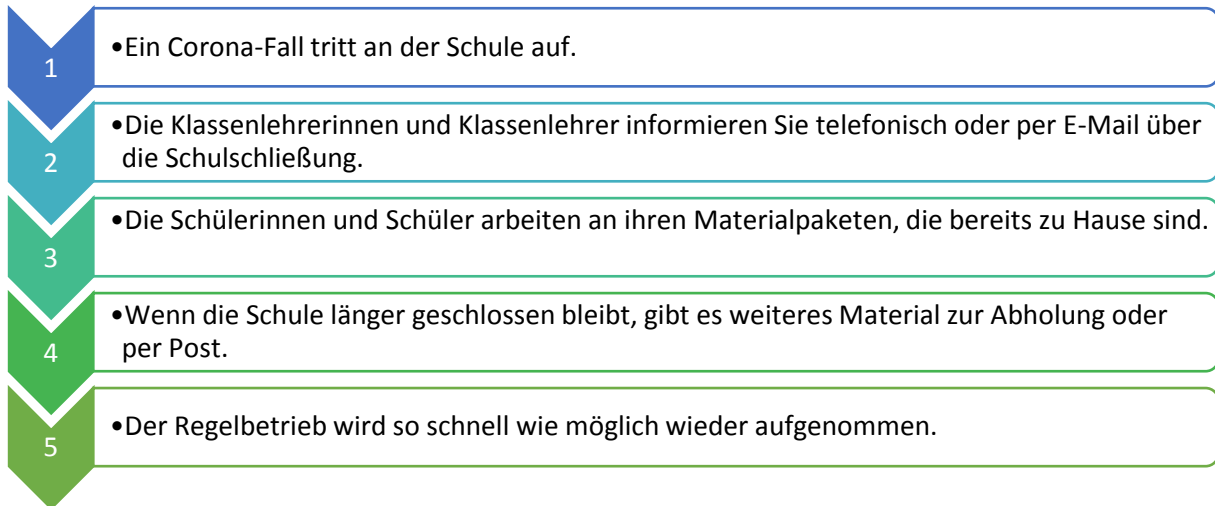 1
•Ein Corona-Fall tritt an der Schule auf.
2
•Die Klassenlehrerinnen und Klassenlehrer informieren Sie telefonisch oder per E-Mail über
die Schulschließung.
3
•Die Schülerinnen und Schüler arbeiten an ihren Materialpaketen, die bereits zu Hause sind.
4
•Wenn die Schule länger geschlossen bleibt, gibt es weiteres Material zur Abholung oder
per Post.
5
•Der Regelbetrieb wird so schnell wie möglich wieder aufgenommen.